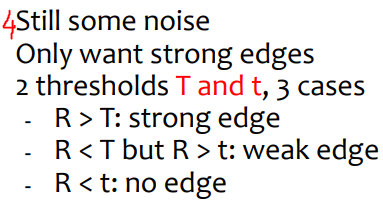 4Still some noise
Only want strong edges
2 thresholds T and t, 3 cases
- R > T: strong edge
- R < T but R > t: weak edge
- R < t: no edge